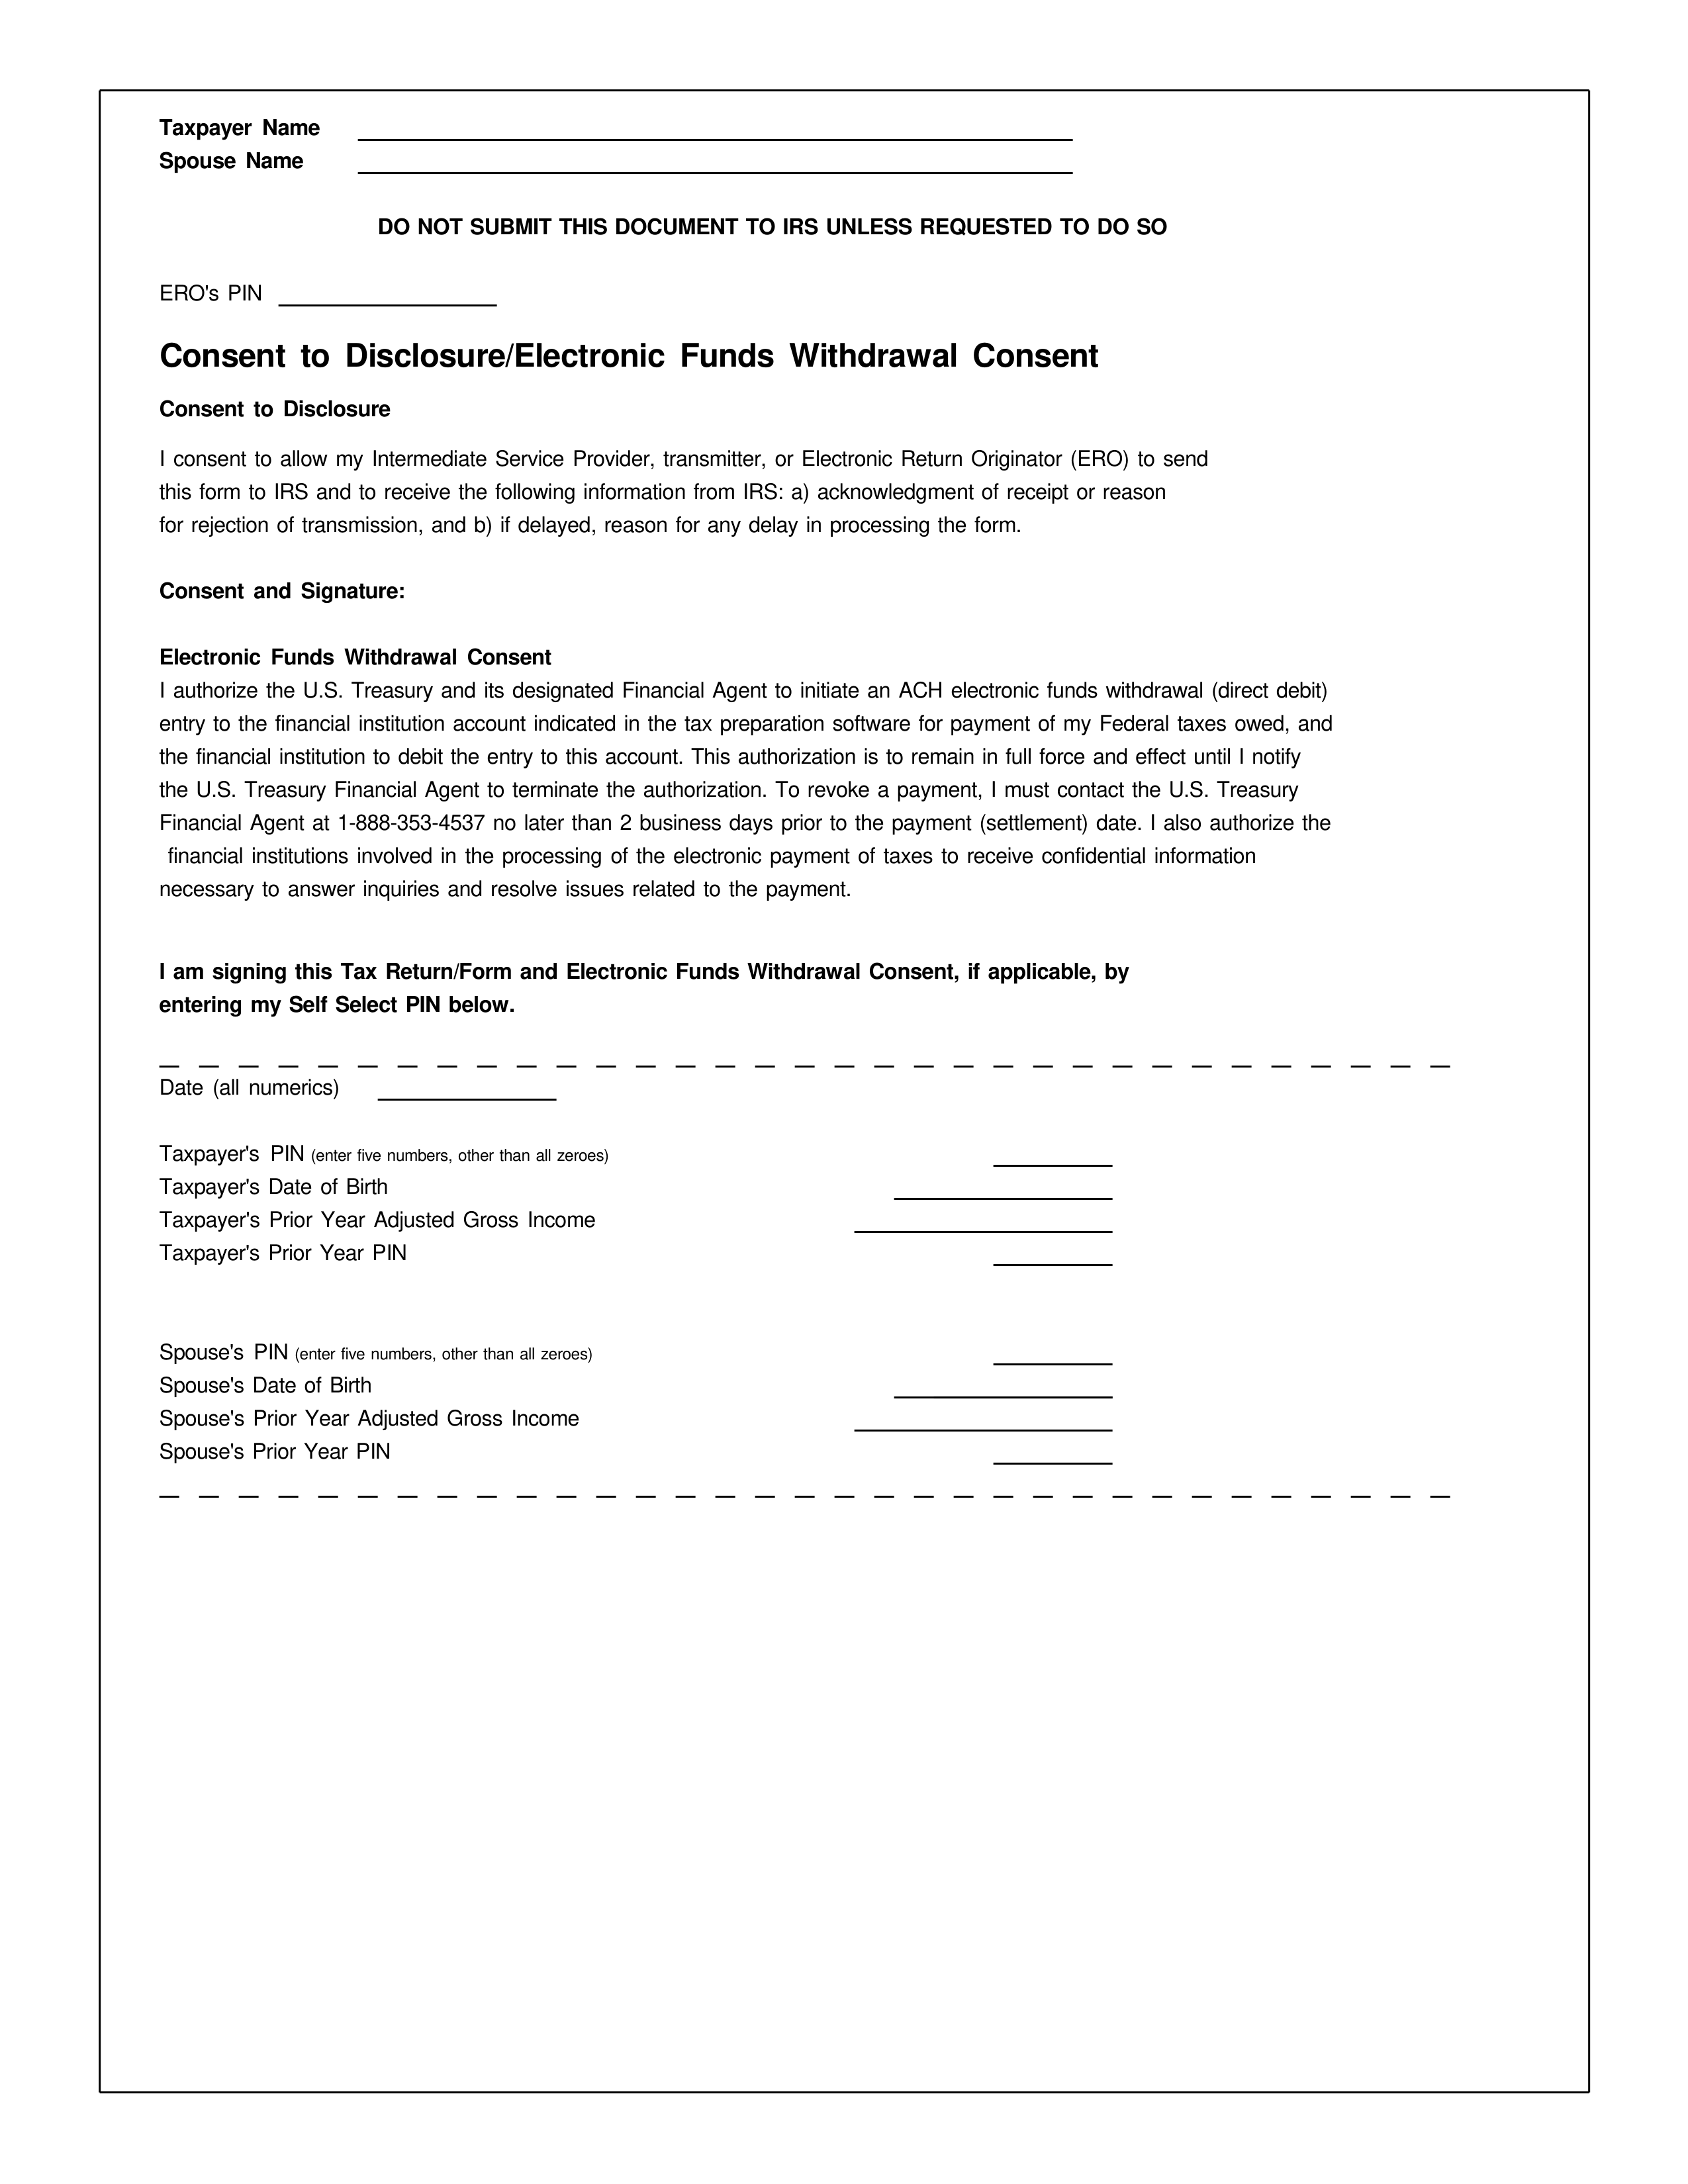 Taxpayer Name
Spouse Name
DO NOT SUBMIT THIS DOCUMENT TO IRS UNLESS REQUESTED TO DO SO
ERO's PIN
Consent to Disclosure/Electronic Funds Withdrawal Consent
Consent to Disclosure
I consent to allow my Intermediate Service Provider, transmitter, or Electronic Return Originator (ERO) to send
this form to IRS and to receive the following information from IRS: a) acknowledgment of receipt or reason
for rejection of transmission, and b) if delayed, reason for any delay in processing the form.
Consent and Signature:
Electronic Funds Withdrawal Consent
I authorize the U.S. Treasury and its designated Financial Agent to initiate an ACH electronic funds withdrawal (direct debit)
entry to the financial institution account indicated in the tax preparation software for payment of my Federal taxes owed, and
the financial institution to debit the entry to this account. This authorization is to remain in full force and effect until I notify
the U.S. Treasury Financial Agent to terminate the authorization. To revoke a payment, I must contact the U.S. Treasury
Financial Agent at 1-888-353-4537 no later than 2 business days prior to the payment (settlement) date. I also authorize the
financial institutions involved in the processing of the electronic payment of taxes to receive confidential information
necessary to answer inquiries and resolve issues related to the payment.
I am signing this Tax Return/Form and Electronic Funds Withdrawal Consent, if applicable, by
entering my Self Select PIN below.
Date (all numerics)
Taxpayer's PIN (enter five numbers, other than all zeroes)
Taxpayer's Date of Birth
Taxpayer's Prior Year Adjusted Gross Income
Taxpayer's Prior Year PIN
Spouse's PIN (enter five numbers, other than all zeroes)
Spouse's Date of Birth
Spouse's Prior Year Adjusted Gross Income
Spouse's Prior Year PIN